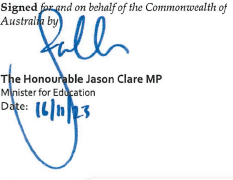 Signed for and on behalf of the Commonwealth of
Australia by
The Honourable Jason Clare MP
Minister for Education
Date: 16/11/23